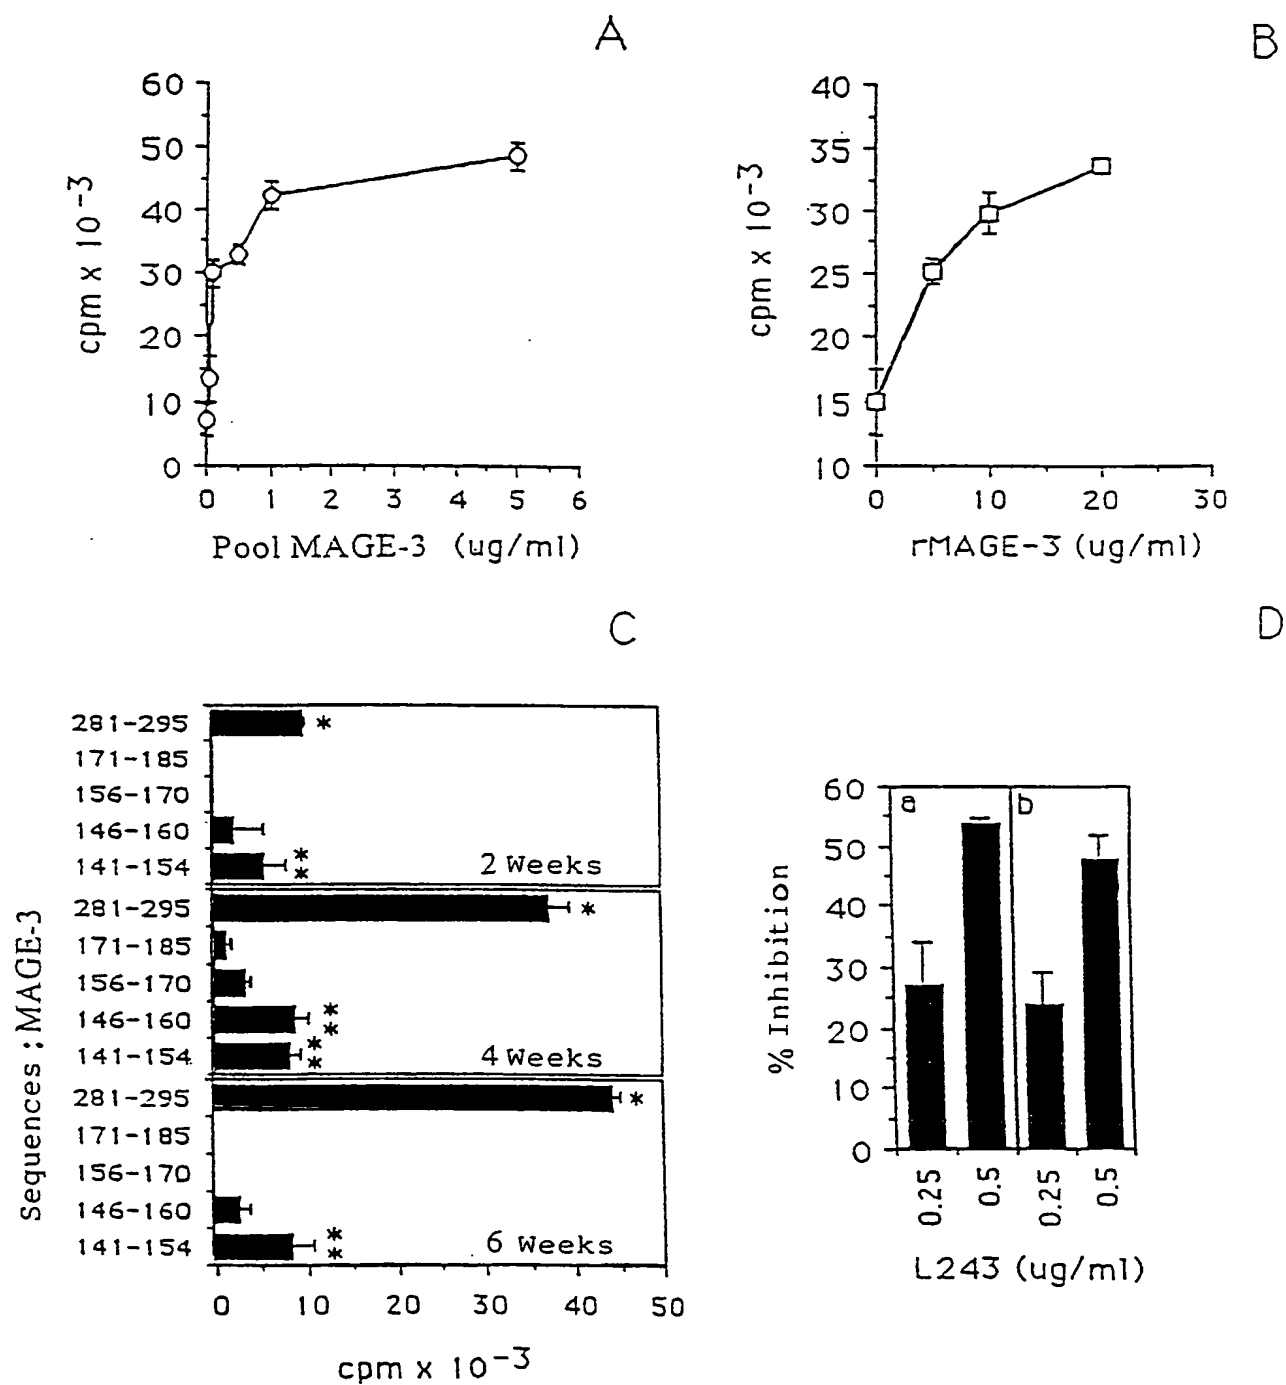 A
60
50
40
30
20
10
0
cpm x 10⁻³
0 1 2 3 4 5 6
Pool MAGE-3 (ug/ml)
B
40
35
30
25
20
15
10
cpm x 10⁻³
0 10 20 30
rMAGE-3 (ug/ml)
C
Sequences ; MAGE-3
281-295 *
171-185
156-170
146-160
141-154 **
2 Weeks
281-295 *
171-185
156-170
146-160 **
141-154 **
4 Weeks
281-295 *
171-185
156-170
146-160
141-154 **
6 Weeks
0 10 20 30 40 50
cpm x 10⁻³
D
60
50
40
30
20
10
0
% Inhibition
a b
0.25 0.5 0.25 0.5
L243 (ug/ml)